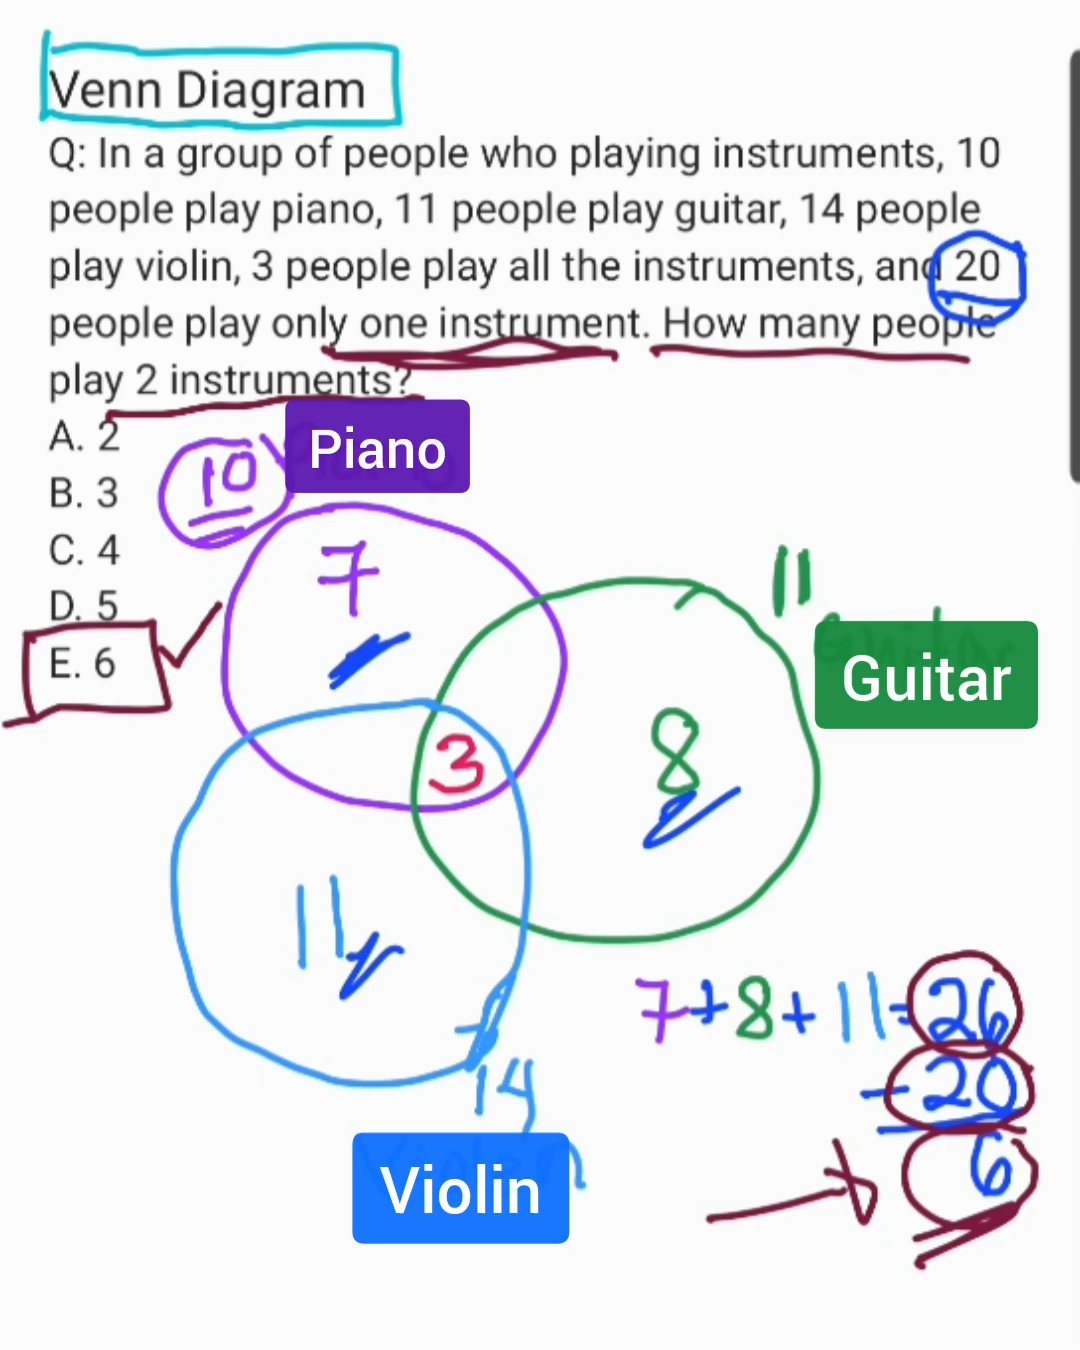 Venn Diagram
Q: In a group of people who playing instruments, 10
people play piano, 11 people play guitar, 14 people
play violin, 3 people play all the instruments, and 20
people play only one instrument. How many people
play 2 instruments?
A. 2
B. 3
C. 4
D. 5
E. 6
10
Piano
7
11
Guitar
8
3
11
14
Violin
7+8+11=26
-20
6